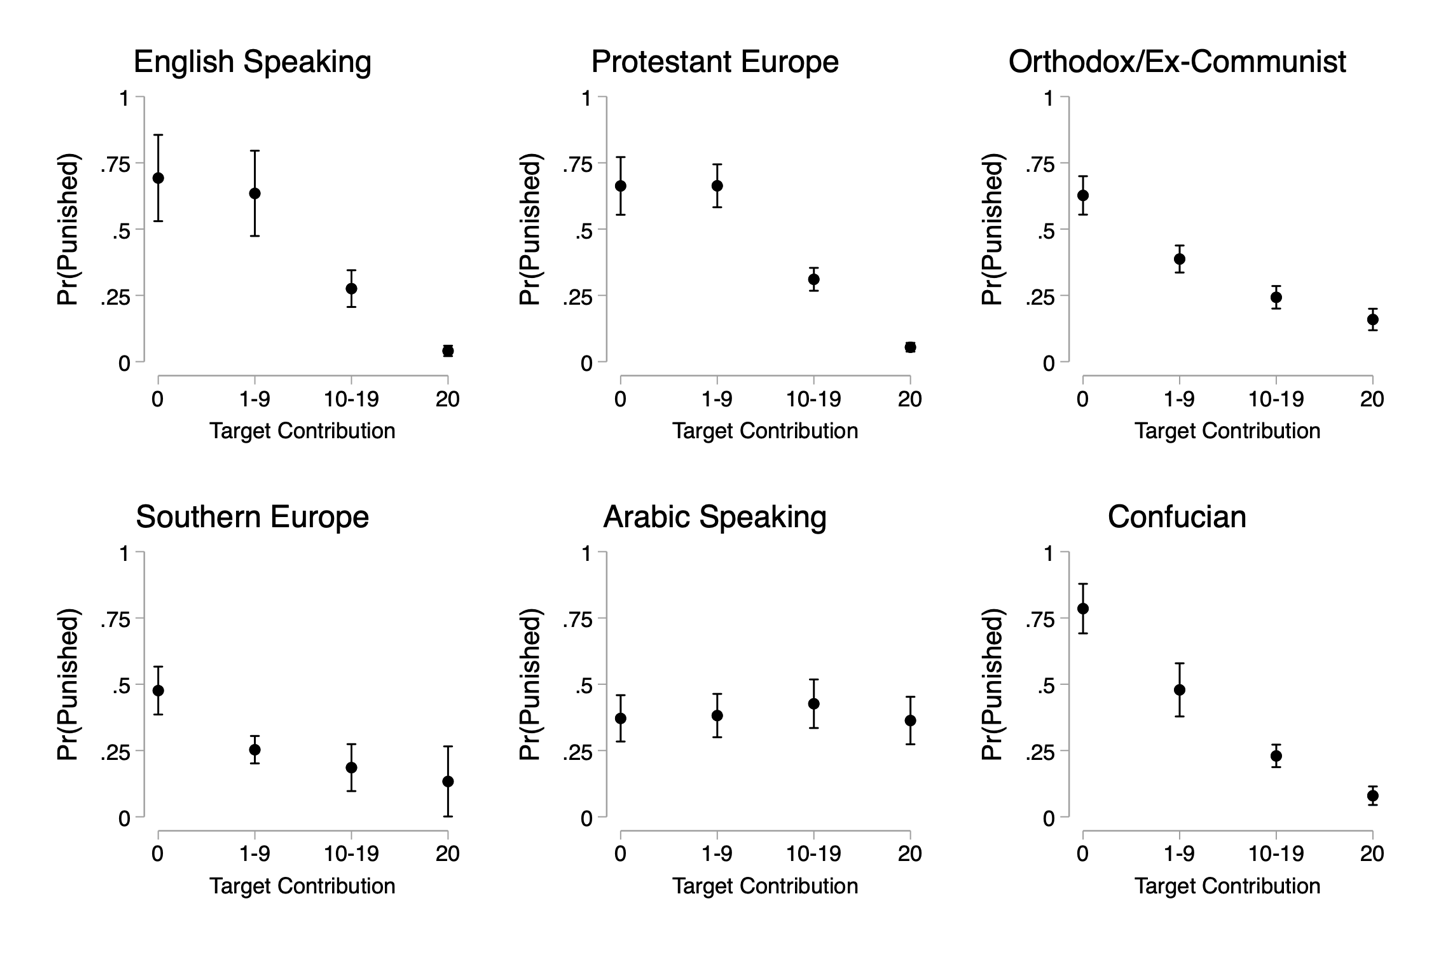 English Speaking
Pr(Punished)
1
.75
.5
.25
0
0 1-9 10-19 20
Target Contribution
Protestant Europe
Pr(Punished)
1
.75
.5
.25
0
0 1-9 10-19 20
Target Contribution
Orthodox/Ex-Communist
Pr(Punished)
1
.75
.5
.25
0
0 1-9 10-19 20
Target Contribution
Southern Europe
Pr(Punished)
1
.75
.5
.25
0
0 1-9 10-19 20
Target Contribution
Arabic Speaking
Pr(Punished)
1
.75
.5
.25
0
0 1-9 10-19 20
Target Contribution
Confucian
Pr(Punished)
1
.75
.5
.25
0
0 1-9 10-19 20
Target Contribution